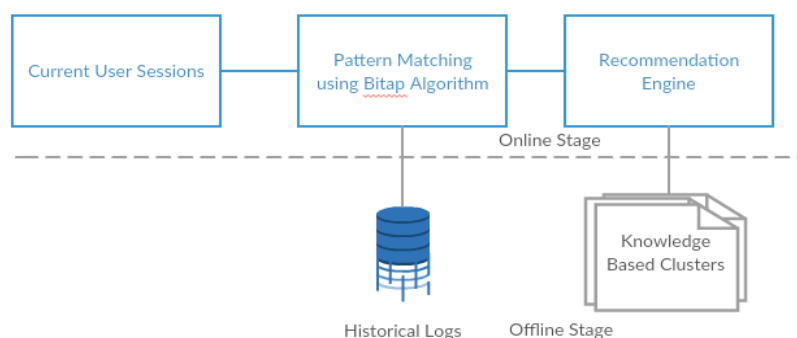 Current User Sessions
Pattern Matching
using Bitap Algorithm
Recommendation
Engine
Online Stage
Knowledge
Based Clusters
Historical Logs
Offline Stage